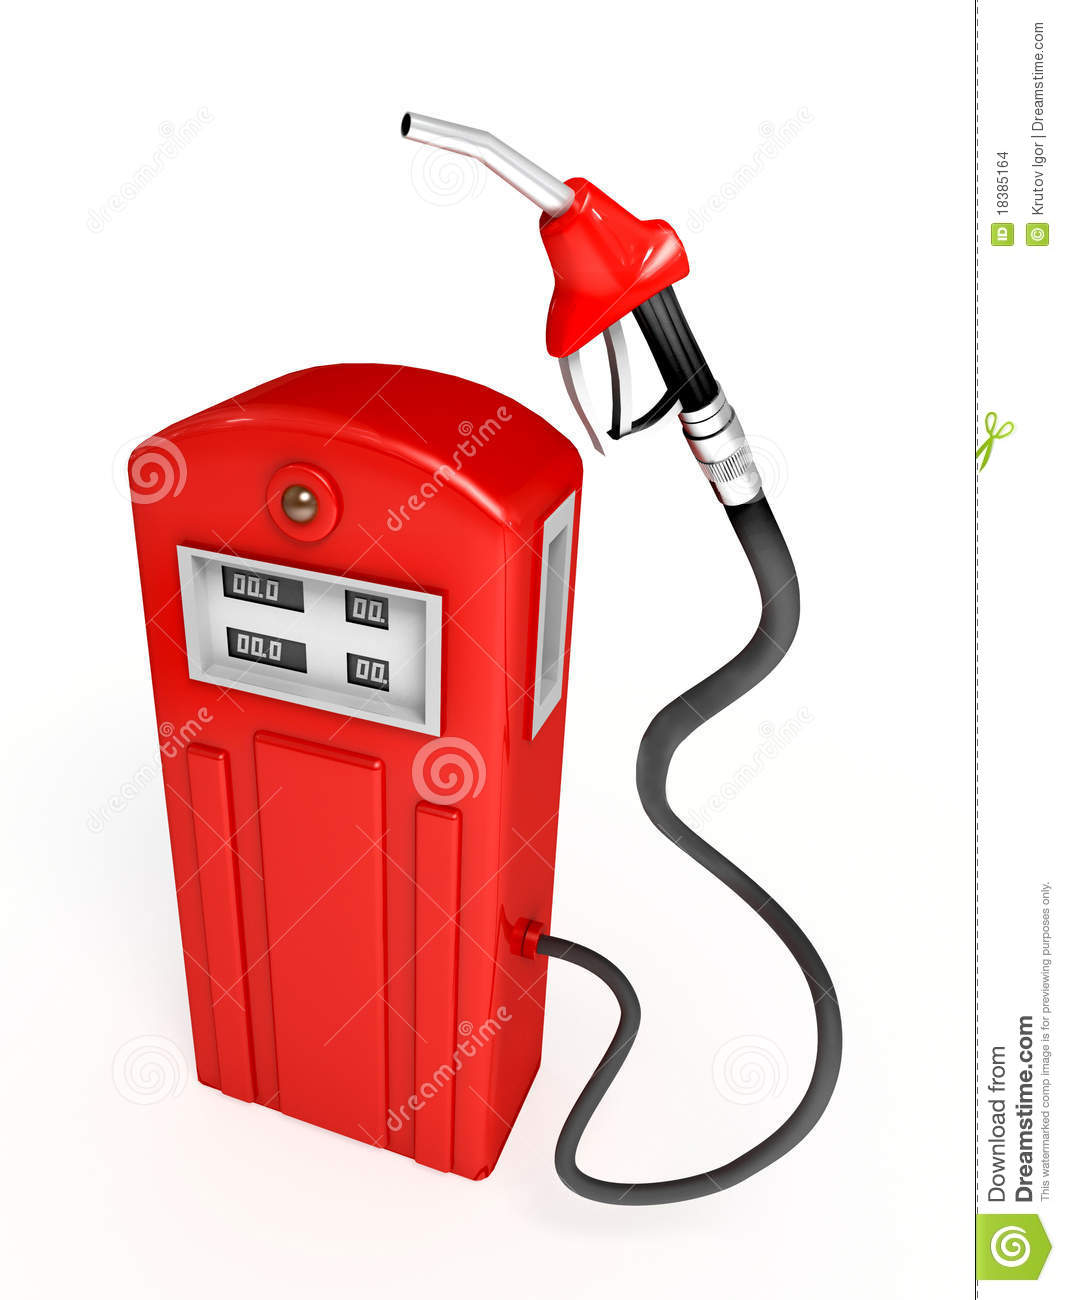 00.0 00.
00.0 00.
dreamstime
dreamstime
dreamstime
dreamstime
dreamstime
dreamstime
ID 18385164
© Krutov Igor | Dreamstime.com
Download from
Dreamstime.com
This watermarked comp image is for previewing purposes only.